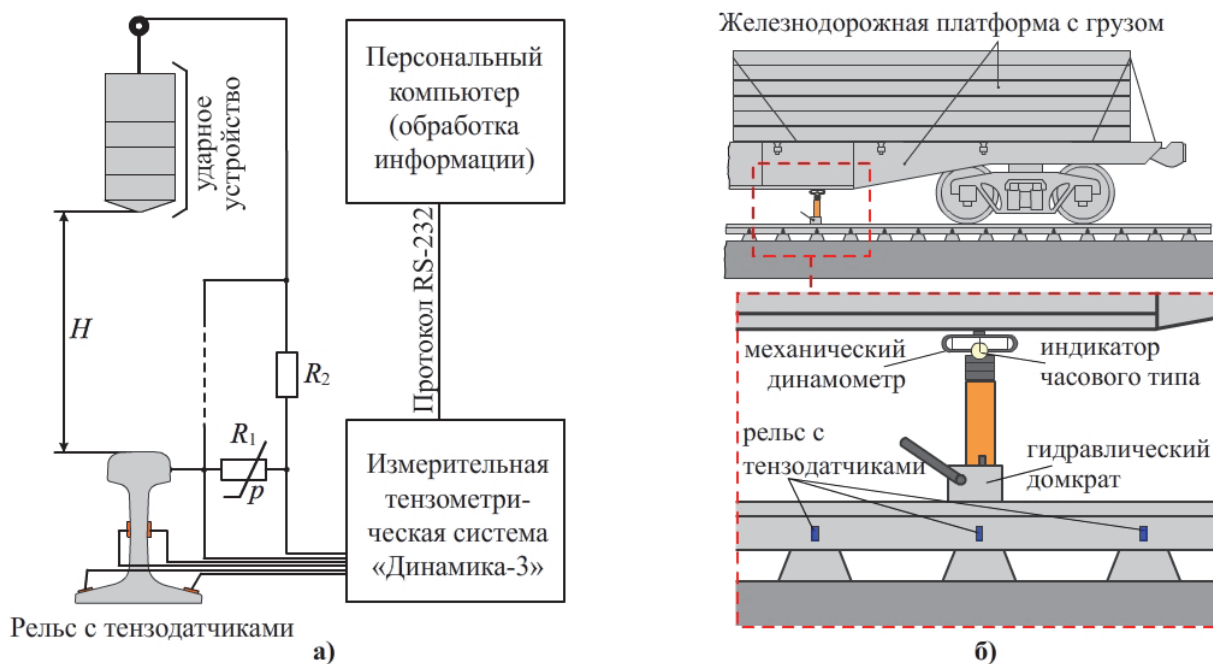 ударное
устройство
Персональный
компьютер
(обработка
информации)
H
Протокол RS-232
R2
R1
p
Измерительная
тензометри-
ческая система
«Динамика-3»
Рельс с тензодатчиками
а)
Железнодорожная платформа с грузом
механический
динамометр
индикатор
часового типа
рельс с
тензодатчиками
гидравлический
домкрат
б)